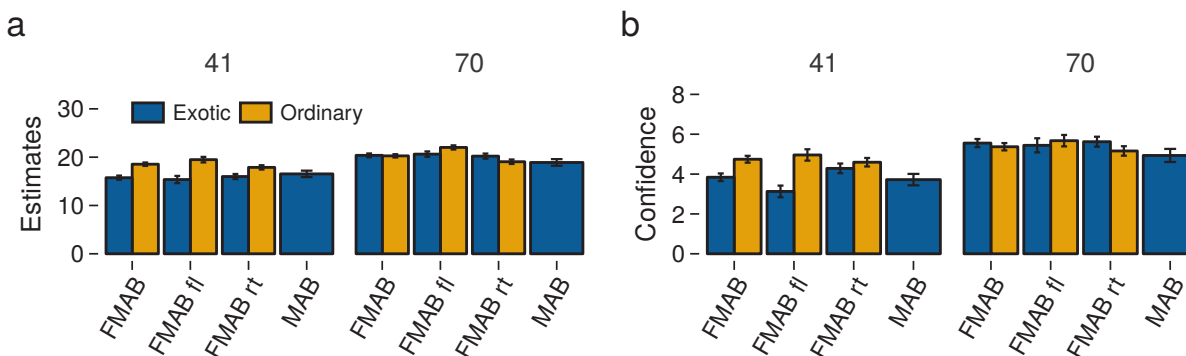 a
41
70
Estimates
30
20
10
0
Exotic
Ordinary
FMAB
FMAB fl
FMAB rt
MAB
FMAB
FMAB fl
FMAB rt
MAB
b
41
70
Confidence
8
6
4
2
0
FMAB
FMAB fl
FMAB rt
MAB
FMAB
FMAB fl
FMAB rt
MAB